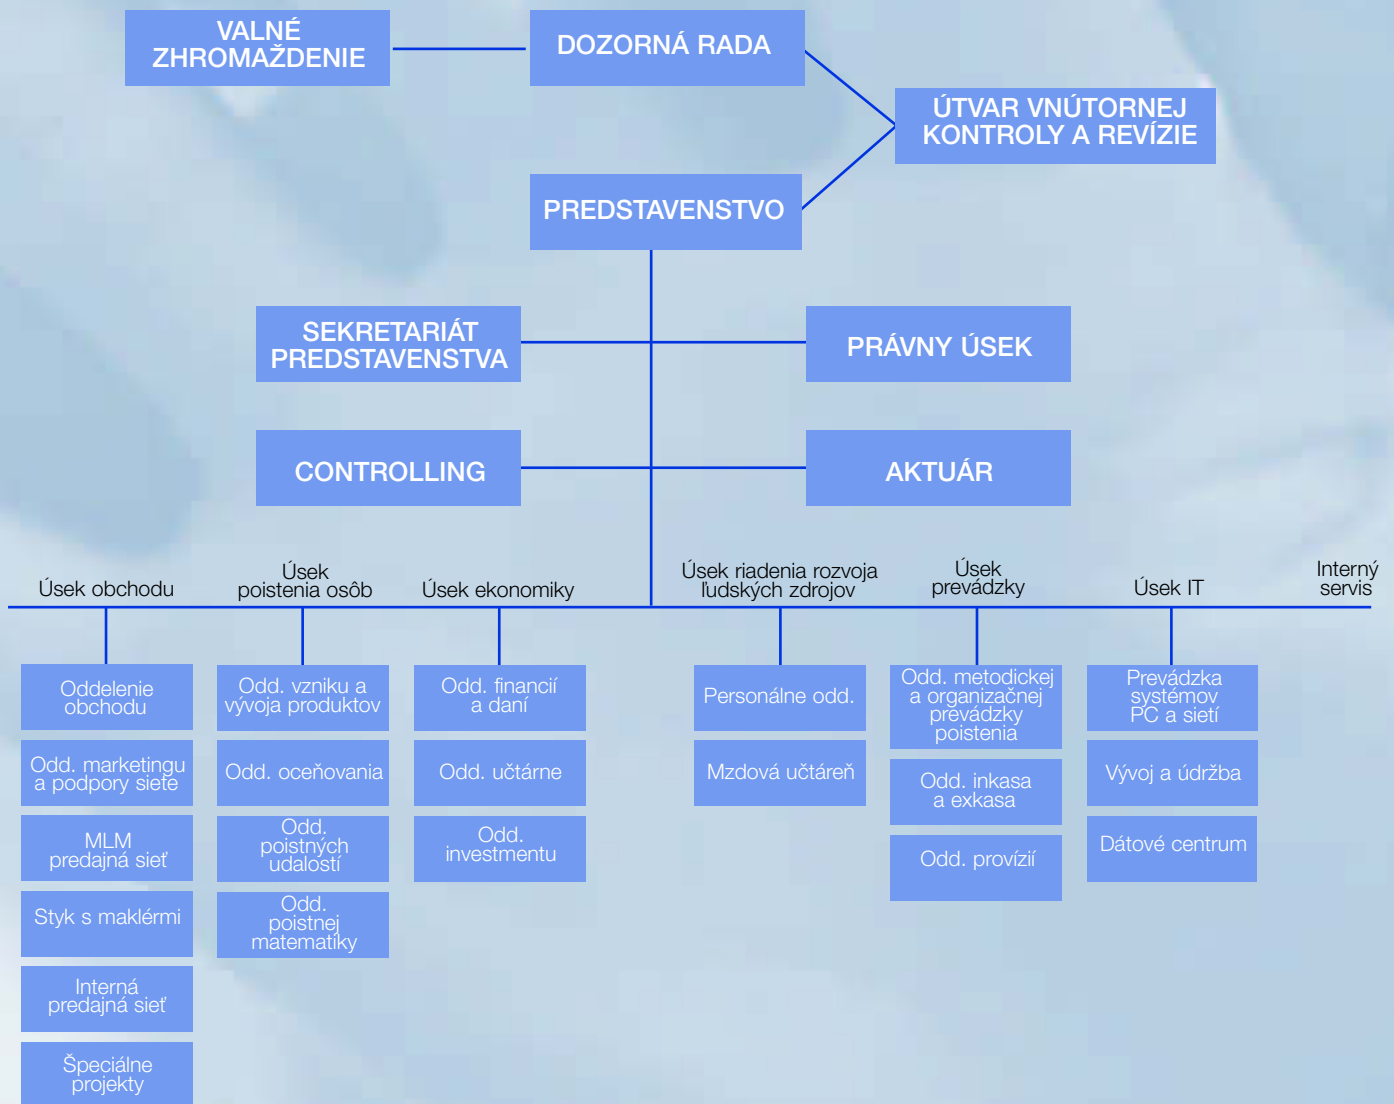 VALNÉ
ZHROMAŽDENIE
DOZORNÁ RADA
ÚTVAR VNÚTORNEJ
KONTROLY A REVÍZIE
PREDSTAVENSTVO
SEKRETARIÁT
PREDSTAVENSTVA
PRÁVNY ÚSEK
CONTROLLING
AKTUÁR
Úsek obchodu
Úsek
poistenia osôb
Úsek ekonomiky
Úsek riadenia rozvoja
ľudských zdrojov
Úsek
prevádzky
Úsek IT
Interný
servis
Oddelenie
obchodu
Odd. marketingu
a podpory siete
MLM
predajná sieť
Styk s maklérmi
Interná
predajná sieť
Špeciálne
projekty
Odd. vzniku a
vývoja produktov
Odd. oceňovania
Odd.
poistných
udalostí
Odd.
poistnej
matematiky
Odd. financií
a daní
Odd. učtárne
Odd.
investmentu
Personálne odd.
Mzdová učtáreň
Odd. metodickej
a organizačnej
prevádzky
poistenia
Odd. inkasa
a exkasa
Odd. provízií
Prevádzka
systémov
PC a sietí
Vývoj a údržba
Dátové centrum